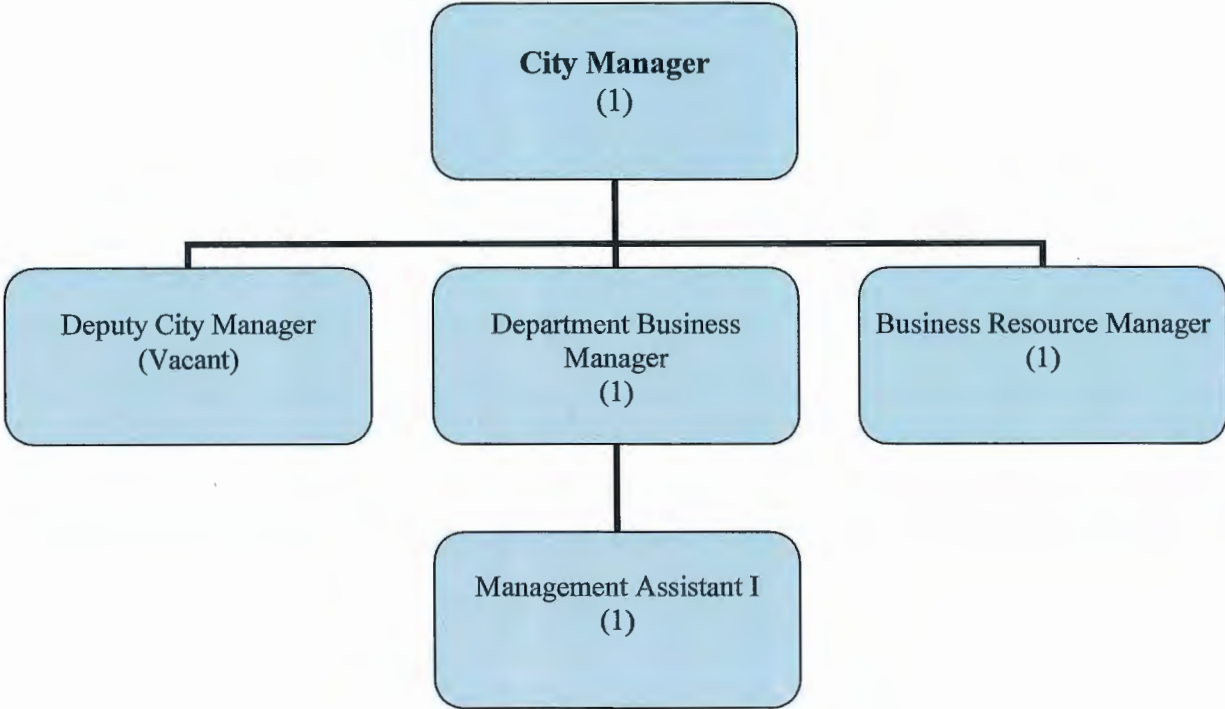 City Manager
(1)
Deputy City Manager
(Vacant)
Department Business
Manager
(1)
Business Resource Manager
(1)
Management Assistant I
(1)